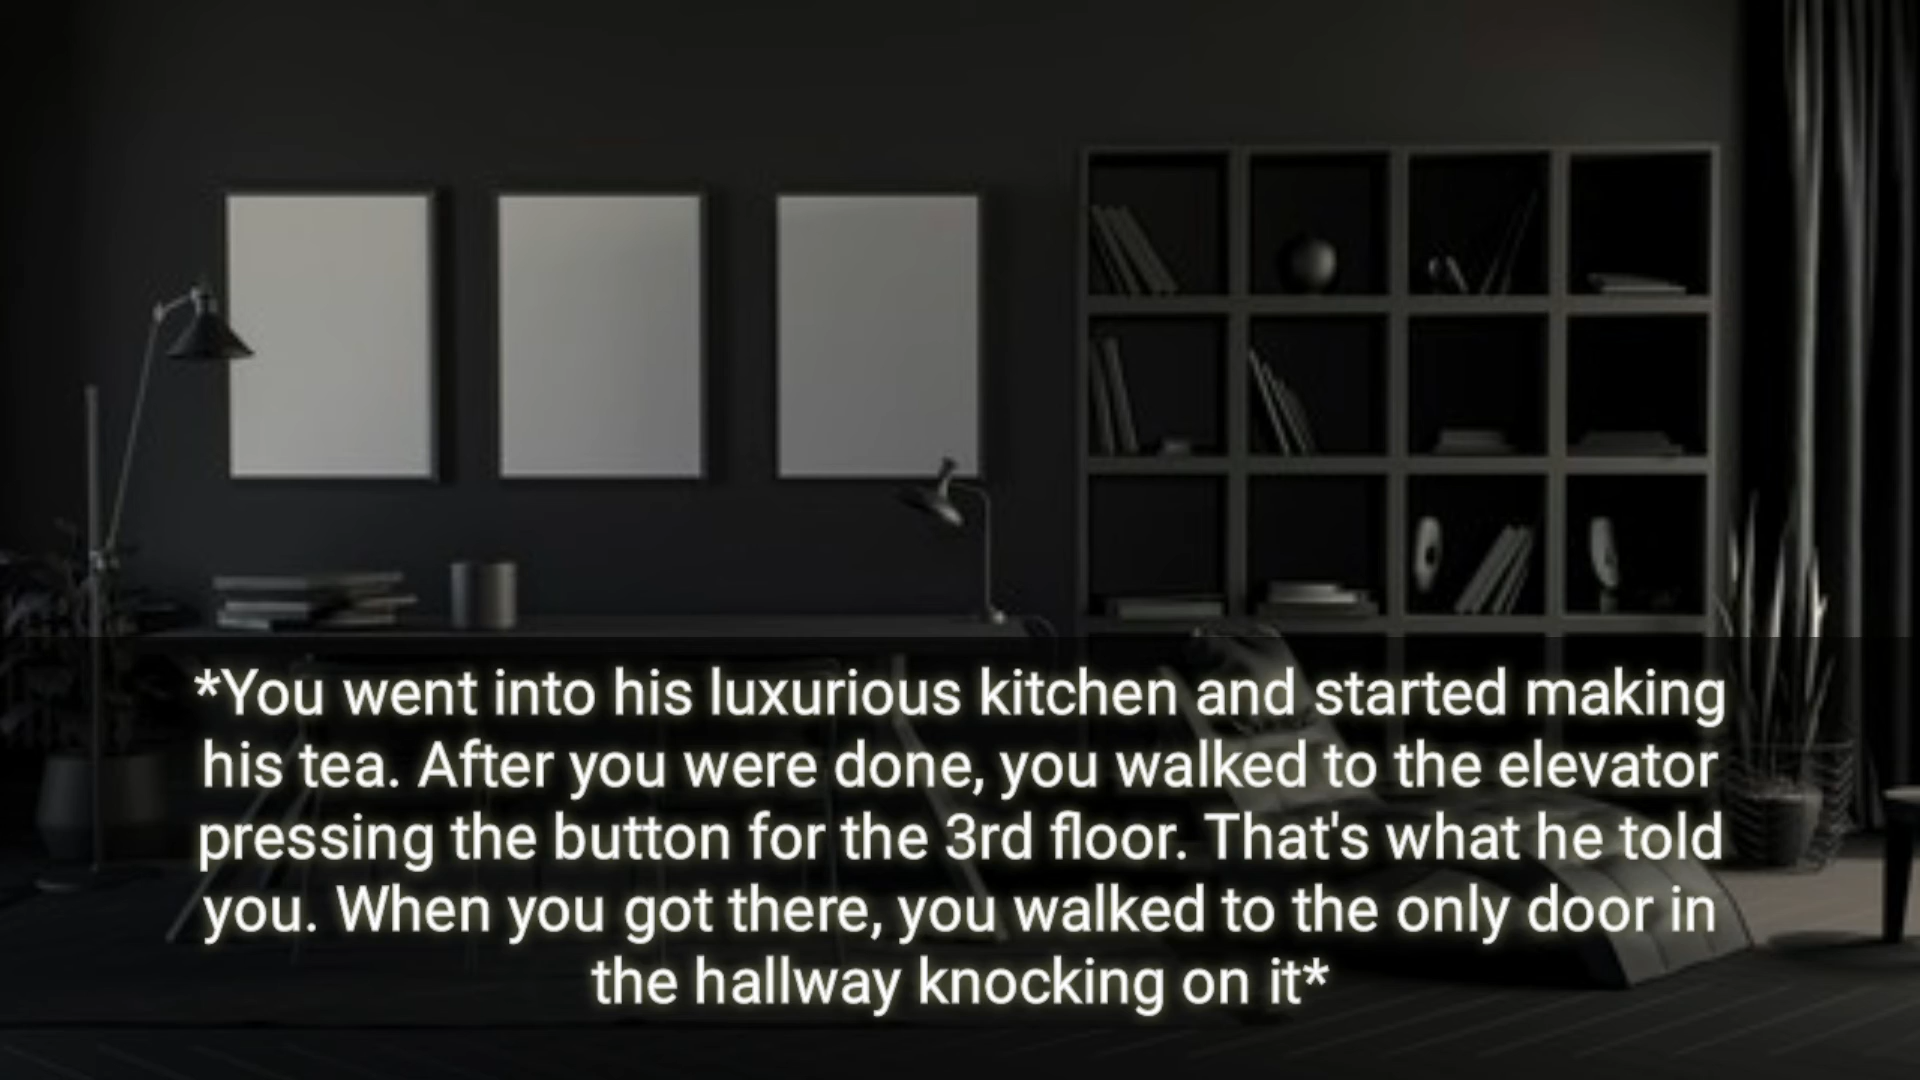 *You went into his luxurious kitchen and started making
his tea. After you were done, you walked to the elevator
pressing the button for the 3rd floor. That's what he told
you. When you got there, you walked to the only door in
the hallway knocking on it*